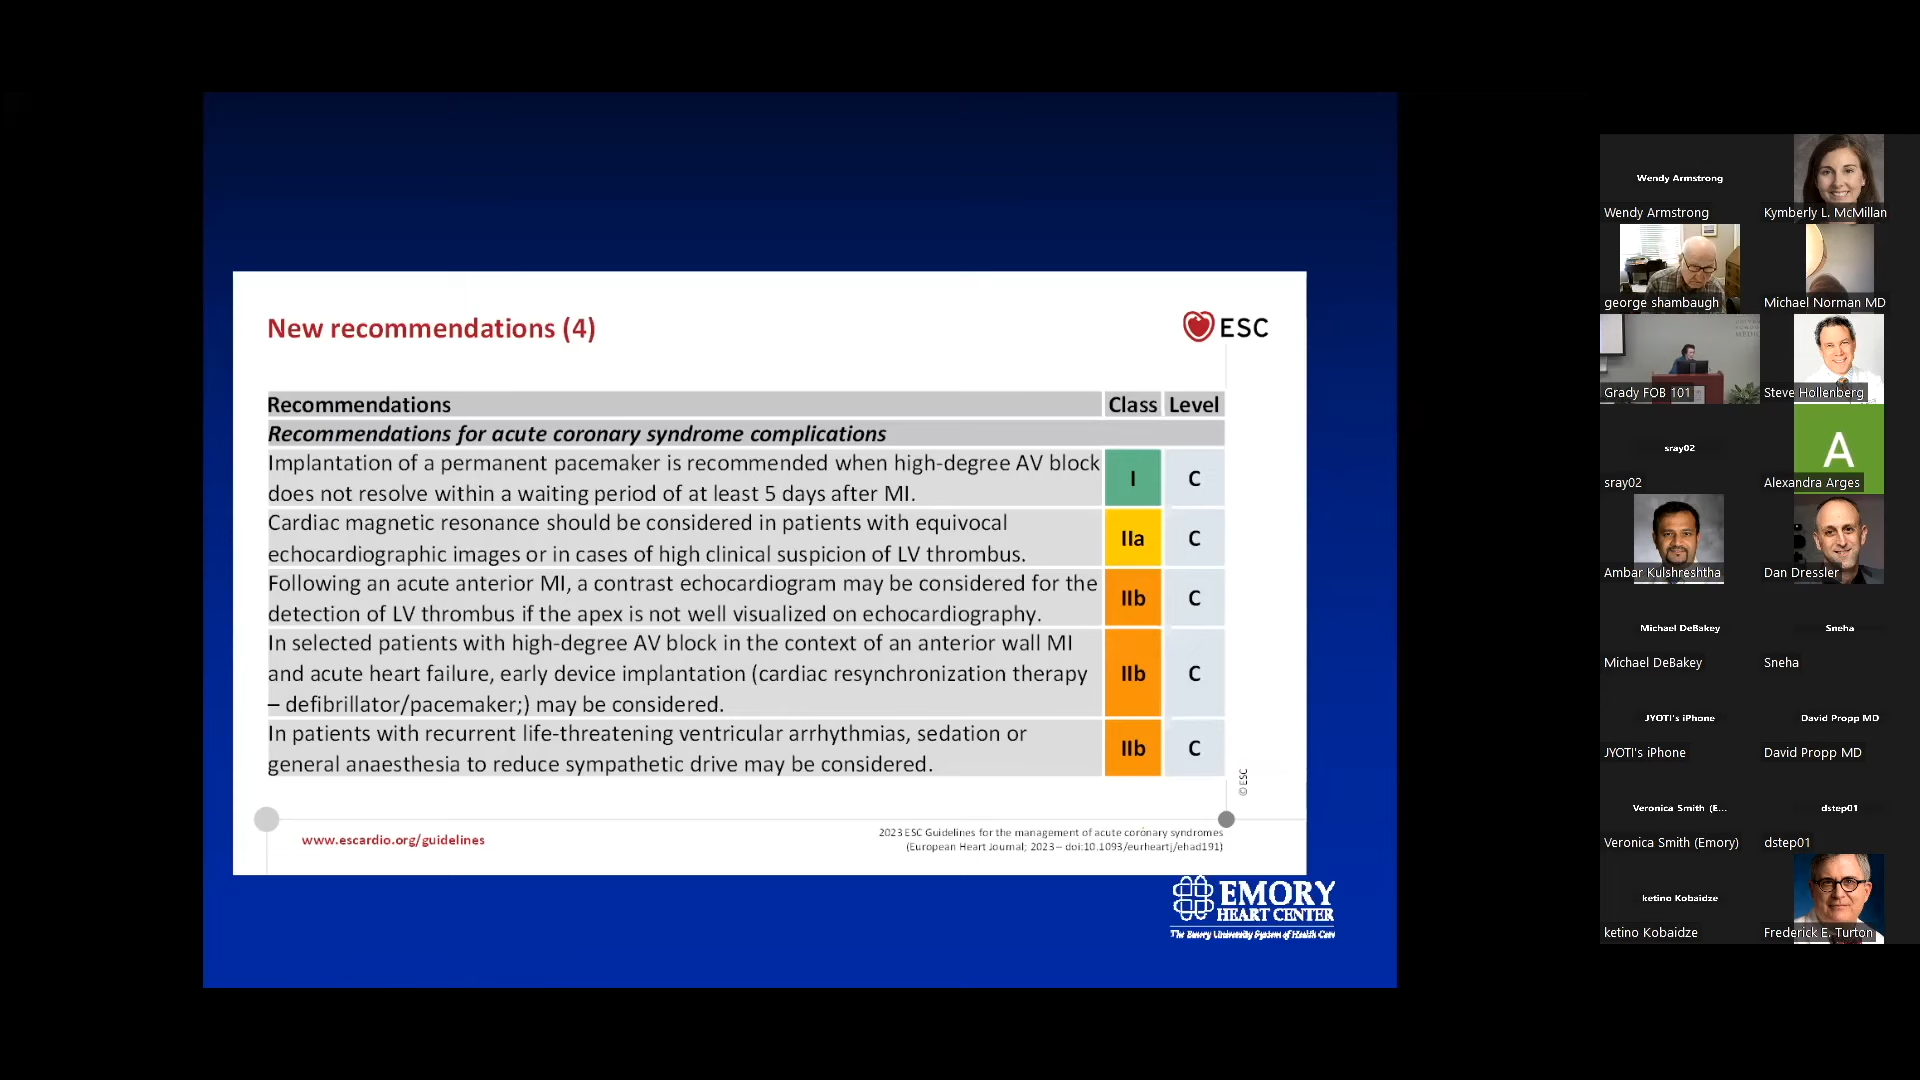 New recommendations (4)
ESC
Recommendations Class Level
Recommendations for acute coronary syndrome complications
Implantation of a permanent pacemaker is recommended when high-degree AV block
does not resolve within a waiting period of at least 5 days after MI.
I C
Cardiac magnetic resonance should be considered in patients with equivocal
echocardiographic images or in cases of high clinical suspicion of LV thrombus.
IIa C
Following an acute anterior MI, a contrast echocardiogram may be considered for the
detection of LV thrombus if the apex is not well visualized on echocardiography.
IIb C
In selected patients with high-degree AV block in the context of an anterior wall MI
and acute heart failure, early device implantation (cardiac resynchronization therapy
– defibrillator/pacemaker;) may be considered.
IIb C
In patients with recurrent life-threatening ventricular arrhythmias, sedation or
general anaesthesia to reduce sympathetic drive may be considered.
IIb C
© ESC
www.escardio.org/guidelines
2023 ESC Guidelines for the management of acute coronary syndromes
(European Heart Journal; 2023 – doi:10.1093/eurheartj/ehad191)
EMORY
HEART CENTER
The Emory University System of Health Care
Wendy Armstrong
Wendy Armstrong
Kymberly L. McMillan
george shambaugh
Michael Norman MD
Grady FOB 101
Steve Hollenberg
sray02
sray02
A
Alexandra Arges
Ambar Kulshreshtha
Dan Dressler
Michael DeBakey
Michael DeBakey
Sneha
Sneha
JYOTI's iPhone
JYOTI's iPhone
David Propp MD
David Propp MD
Veronica Smith (E...
Veronica Smith (Emory)
dstep01
dstep01
ketino Kobaidze
ketino Kobaidze
Frederick E. Turton